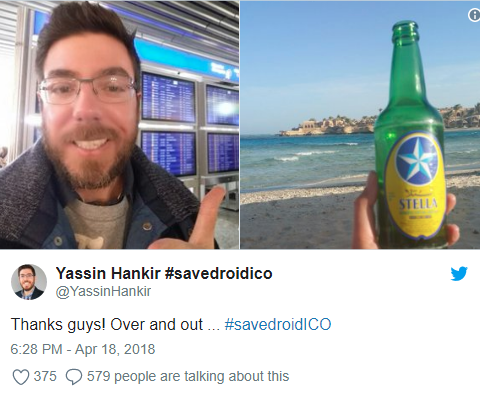 STELLA
Yassin Hankir #savedroidico
@YassinHankir
Thanks guys! Over and out ... #savedroidICO
6:28 PM - Apr 18, 2018
375 579 people are talking about this